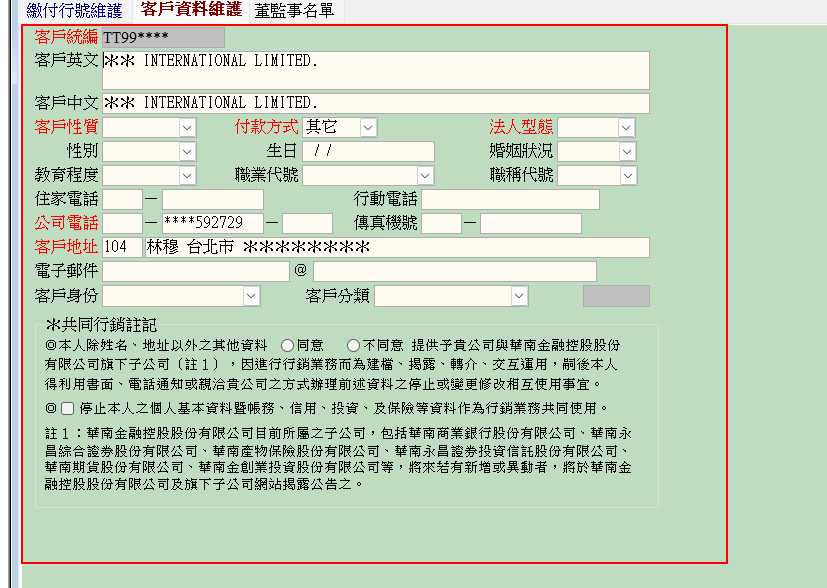 繳付行號維護 客戶資料維護 董監事名單
客戶統編 TT99****
客戶英文 ** INTERNATIONAL LIMITED.
客戶中文 ** INTERNATIONAL LIMITED.
客戶性質 付款方式 其它 法人型態
性別 生日 / / 婚姻狀況
教育程度 職業代號 職稱代號
住家電話 － 行動電話
公司電話 － ****592729 － 傳真機號 －
客戶地址 104 林穆 台北市 ********
電子郵件 @
客戶身份 客戶分類
*共同行銷註記
◎本人除姓名、地址以外之其他資料 ○同意 ○不同意 提供予貴公司與華南金融控股股份
有限公司旗下子公司（註１），因進行行銷業務而為建檔、揭露、轉介、交互運用，嗣後本人
得利用書面、電話通知或親洽貴公司之方式辦理前述資料之停止或變更修改相互使用事宜。
◎□停止本人之個人基本資料暨帳務、信用、投資、及保險等資料作為行銷業務共同使用。
註１：華南金融控股股份有限公司目前所屬之子公司，包括華南商業銀行股份有限公司、華南永
昌綜合證券股份有限公司、華南產物保險股份有限公司、華南永昌證券投資信託股份有限公司、
華南期貨股份有限公司、華南金創業投資股份有限公司等，將來若有新增或異動者，將於華南金
融控股股份有限公司及旗下子公司網站揭露公告之。